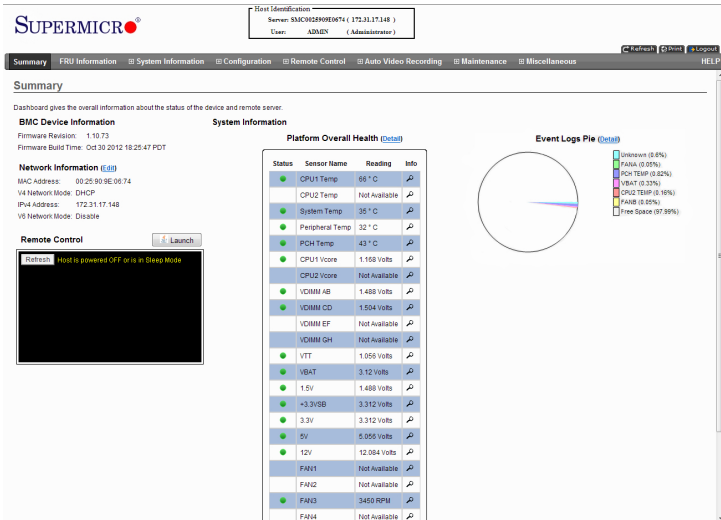 SUPERMICR
Host Identification
Server: SMC0025909E0674 ( 172.31.17.148 )
User: ADMIN ( Administrator )
Refresh Print Logout
Summary FRU Information System Information Configuration Remote Control Auto Video Recording Maintenance Miscellaneous HELP
Summary
Dashboard gives the overall information about the status of the device and remote server.
BMC Device Information
Firmware Revision: 1.10.73
Firmware Build Time: Oct 30 2012 18:25:47 PDT
Network Information (Edit)
MAC Address: 00:25:90:9E:06:74
V4 Network Mode: DHCP
IPv4 Address: 172.31.17.148
V6 Network Mode: Disable
Remote Control Launch
Refresh Host is powered OFF or is in Sleep Mode
System Information
Platform Overall Health (Detail)
Status Sensor Name Reading Info
CPU1 Temp 66 ° C
CPU2 Temp Not Available
System Temp 35 ° C
Peripheral Temp 32 ° C
PCH Temp 43 ° C
CPU1 Vcore 1.168 Volts
CPU2 Vcore Not Available
VDIMM AB 1.488 Volts
VDIMM CD 1.504 Volts
VDIMM EF Not Available
VDIMM GH Not Available
VTT 1.056 Volts
VBAT 3.12 Volts
1.5V 1.488 Volts
+3.3VSB 3.312 Volts
3.3V 3.312 Volts
5V 5.056 Volts
12V 12.084 Volts
FAN1 Not Available
FAN2 Not Available
FAN3 3450 RPM
FAN4 Not Available
Event Logs Pie (Detail)
Unknown (0.6%)
FANA (0.05%)
PCH TEMP (0.82%)
VBAT (0.33%)
CPU2 TEMP (0.16%)
FANB (0.05%)
Free Space (97.99%)